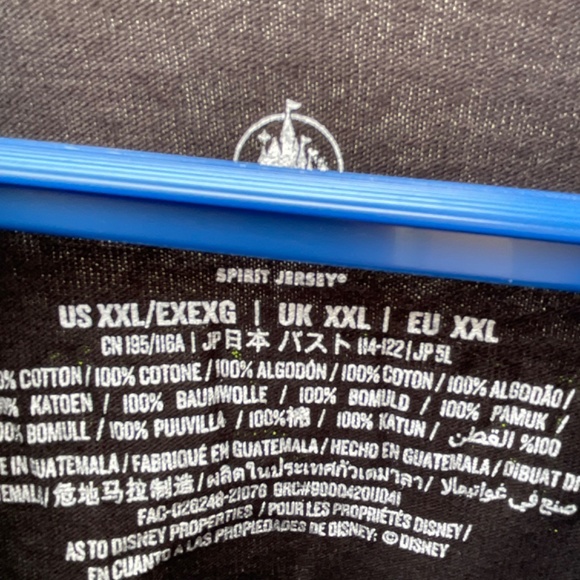 SPIRIT JERSEY®
US XXL/EXEXG | UK XXL | EU XXL
CN 195/116A | JP日本 バスト 114-122 | JP 5L
% COTTON / 100% COTONE / 100% ALGODÓN / 100% COTON / 100% ALGODÃO /
% KATOEN / 100% BAUMWOLLE / 100% BOMULD / 100% PAMUK /
% BOMULL / 100% PUUVILLA / 100%棉 / 100% KATUN / 100% القطن
IN GUATEMALA / FABRIQUÉ EN GUATEMALA / HECHO EN GUATEMALA / DIBUAT DI
/危地马拉制造 / ผลิตในประเทศกัวเตมาลา / صنع في غواتيمالا
FAC-026248-21076 GRC#9000420U041
AS TO DISNEY PROPERTIES / POUR LES PROPRIÉTÉS DISNEY /
EN CUANTO A LAS PROPIEDADES DE DISNEY: © DISNEY